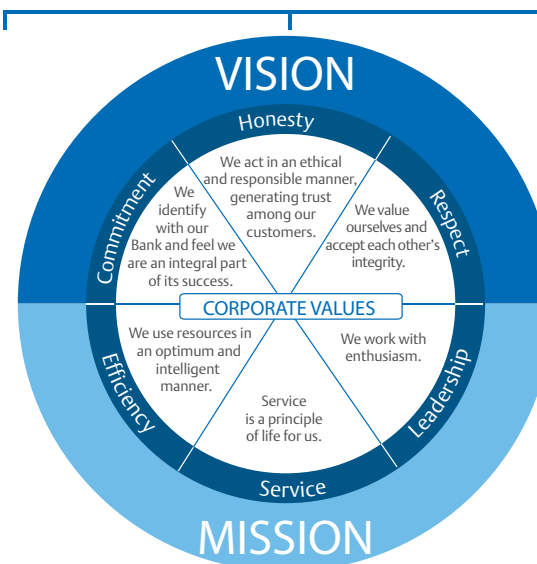 VISION
Honesty
We act in an ethical
and responsible manner,
generating trust
among our
customers.
Commitment
We
identify
with our
Bank and feel we
are an integral part
of its success.
Respect
We value
ourselves and
accept each other's
integrity.
CORPORATE VALUES
Efficiency
We use resources in
an optimum and
intelligent
manner.
Leadership
We work with
enthusiasm.
Service
is a principle
of life for us.
Service
MISSION